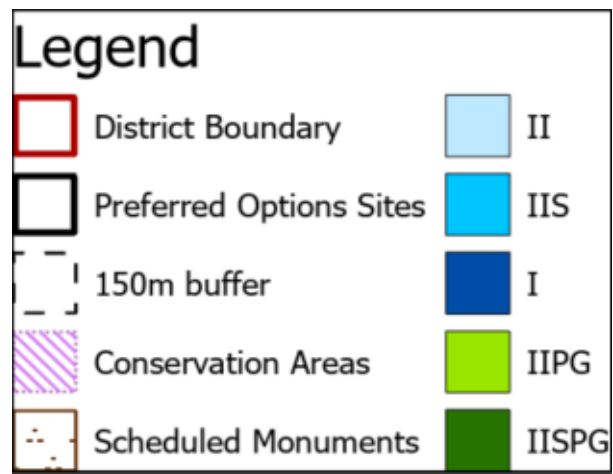 Legend
District Boundary
II
Preferred Options Sites
IIS
150m buffer
I
Conservation Areas
IIPG
Scheduled Monuments
IISPG